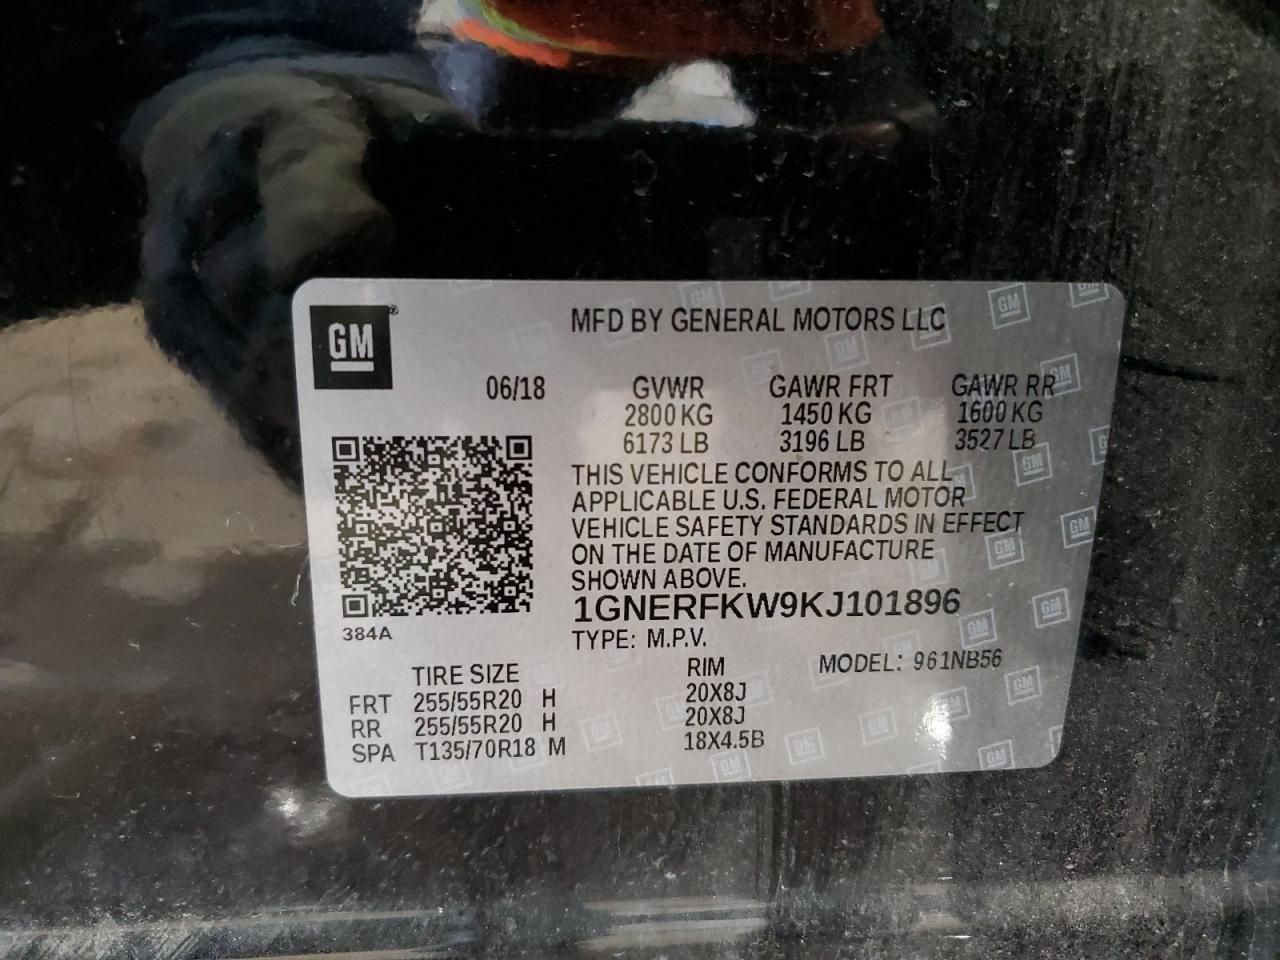 GM
MFD BY GENERAL MOTORS LLC
06/18 GVWR GAWR FRT GAWR RR
2800 KG 1450 KG 1600 KG
6173 LB 3196 LB 3527 LB
THIS VEHICLE CONFORMS TO ALL
APPLICABLE U.S. FEDERAL MOTOR
VEHICLE SAFETY STANDARDS IN EFFECT
ON THE DATE OF MANUFACTURE
SHOWN ABOVE.
1GNERFKW9KJ101896
384A
TYPE: M.P.V.
TIRE SIZE RIM MODEL: 961NB56
FRT 255/55R20 H 20X8J
RR 255/55R20 H 20X8J
SPA T135/70R18 M 18X4.5B